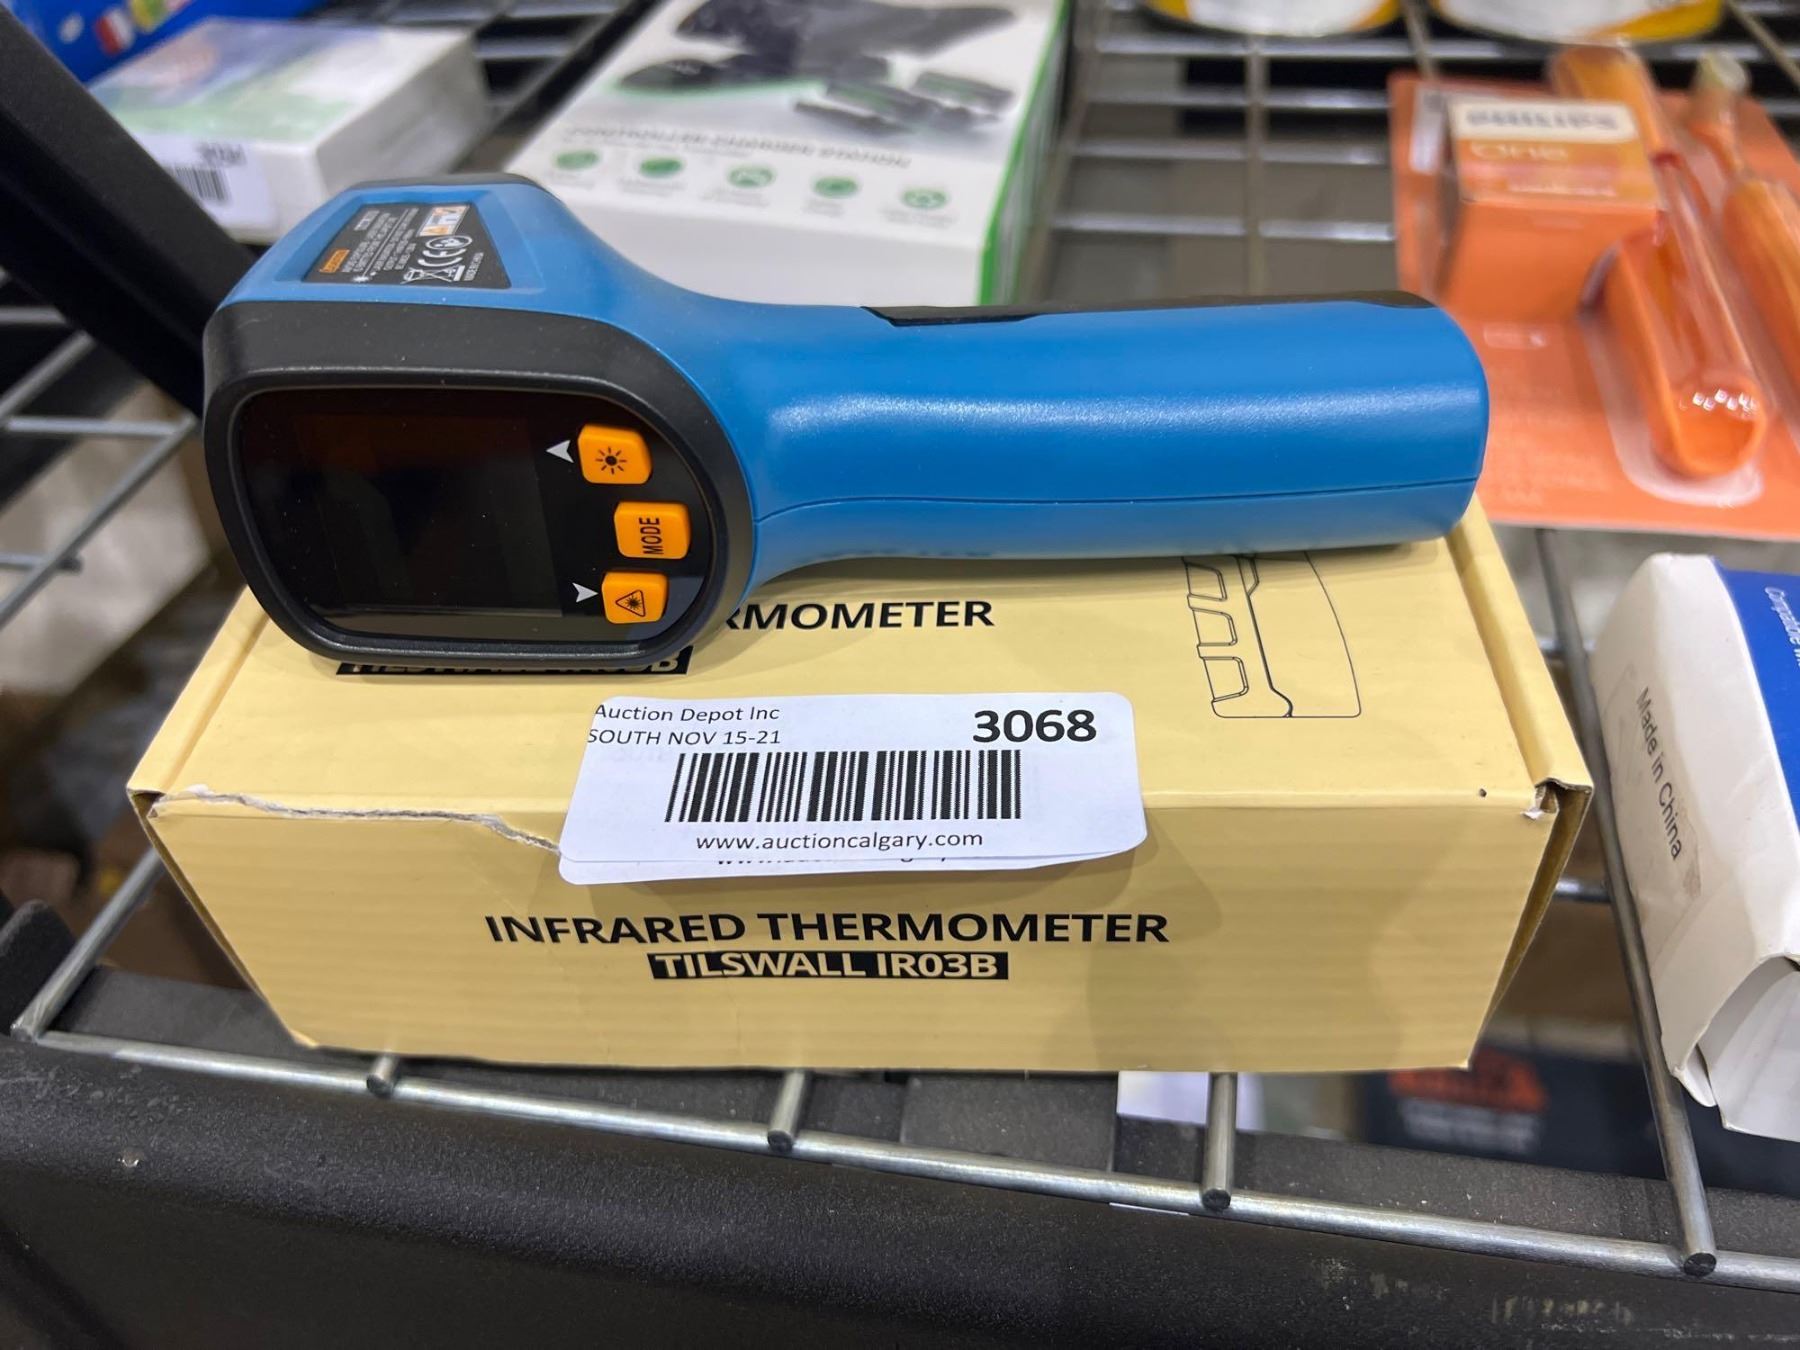 CONTROLLER CHARGING STATION
PHILIPS
one
MODE
RMOMETER
Auction Depot Inc
3068
SOUTH NOV 15-21
www.auctioncalgary.com
INFRARED THERMOMETER
TILSWALL IR03B
Made in China